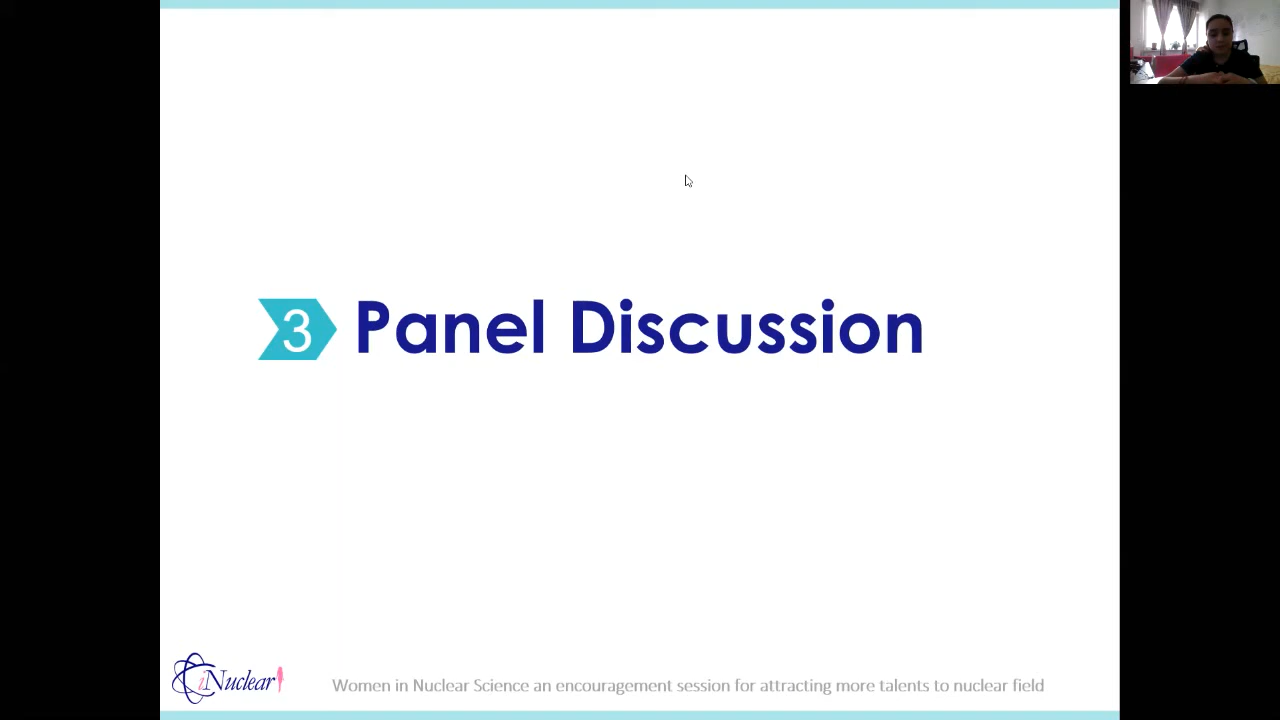 3 Panel Discussion
iNuclear
Women in Nuclear Science an encouragement session for attracting more talents to nuclear field